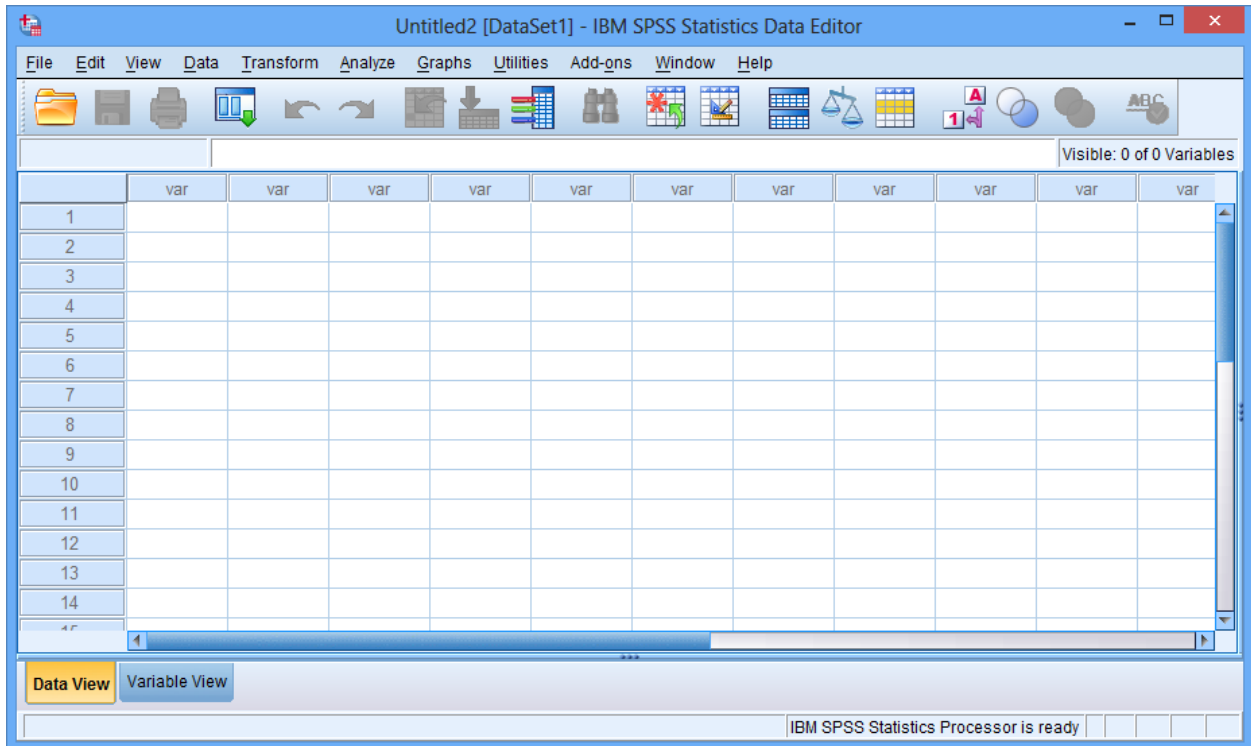 Untitled2 [DataSet1] - IBM SPSS Statistics Data Editor
File Edit View Data Transform Analyze Graphs Utilities Add-ons Window Help
A
1
ABC
Visible: 0 of 0 Variables
var var var var var var var var var var var
1
2
3
4
5
6
7
8
9
10
11
12
13
14
15
Data View Variable View
IBM SPSS Statistics Processor is ready